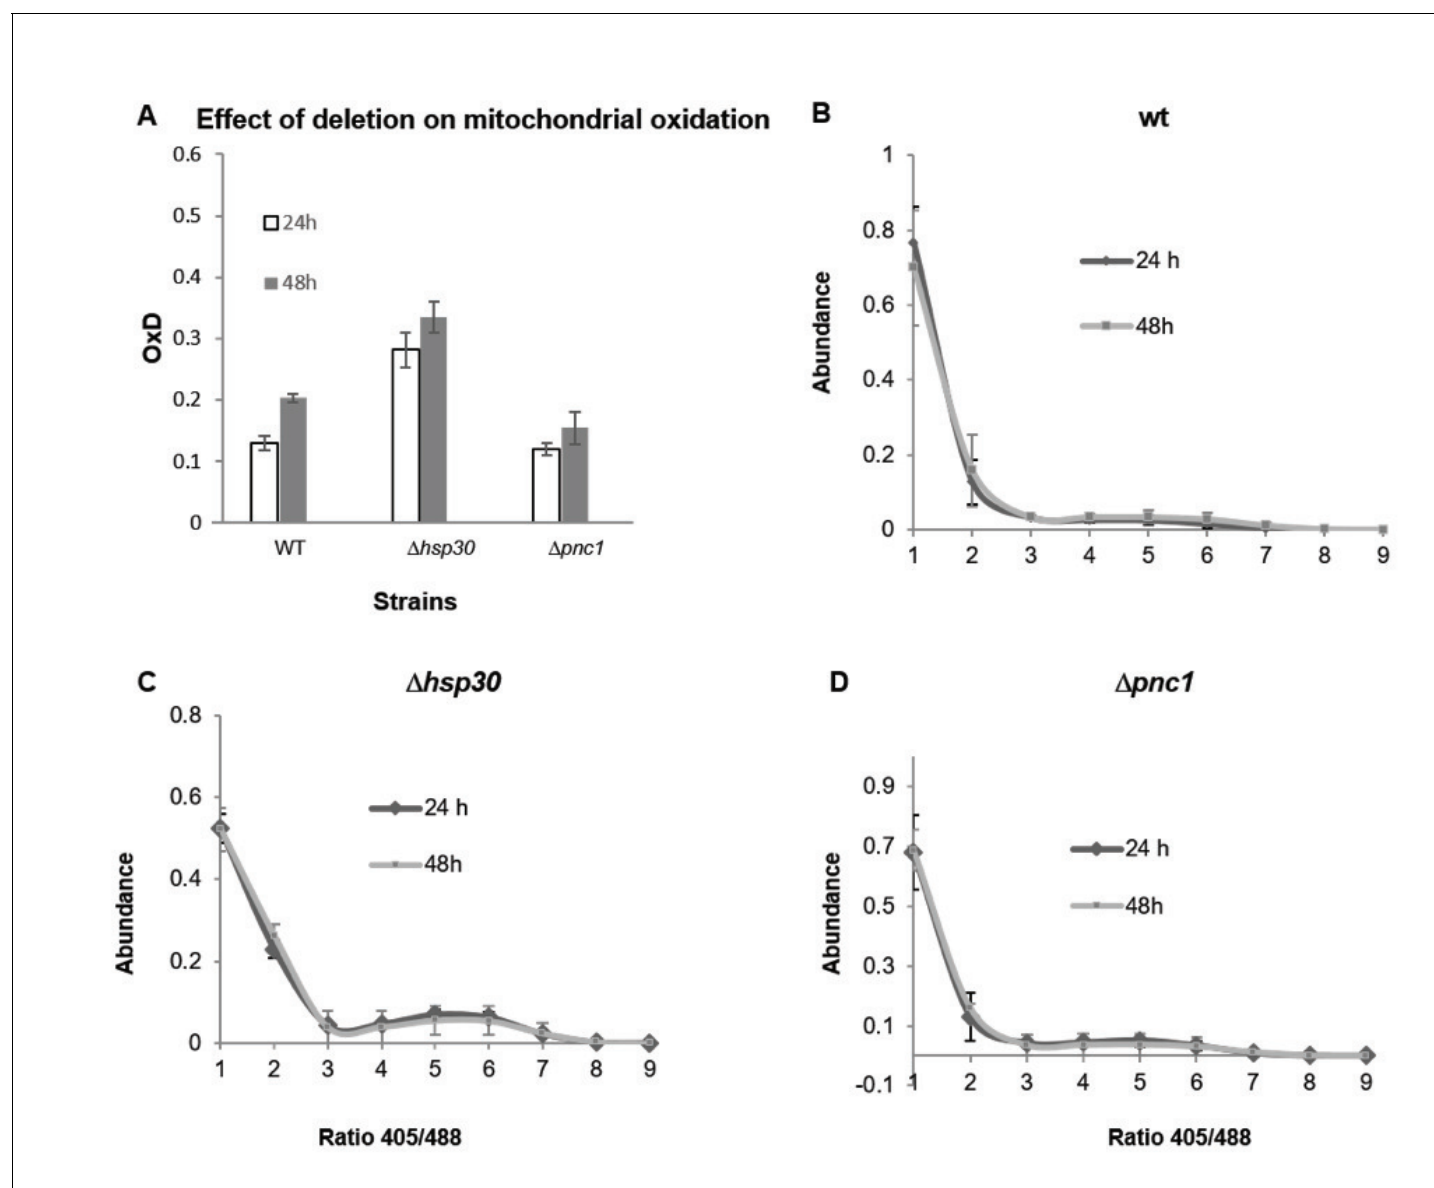 A Effect of deletion on mitochondrial oxidation
0.6
0.5
0.4
0.3
0.2
0.1
0
OxD
24h
48h
WT Δhsp30 Δpnc1
Strains
B wt
1
0.8
0.6
0.4
0.2
0
Abundance
24 h
48h
1 2 3 4 5 6 7 8 9
C Δhsp30
0.8
0.6
0.4
0.2
0
Abundance
24 h
48h
1 2 3 4 5 6 7 8 9
Ratio 405/488
D Δpnc1
0.9
0.7
0.5
0.3
0.1
-0.1
Abundance
24 h
48h
1 2 3 4 5 6 7 8 9
Ratio 405/488